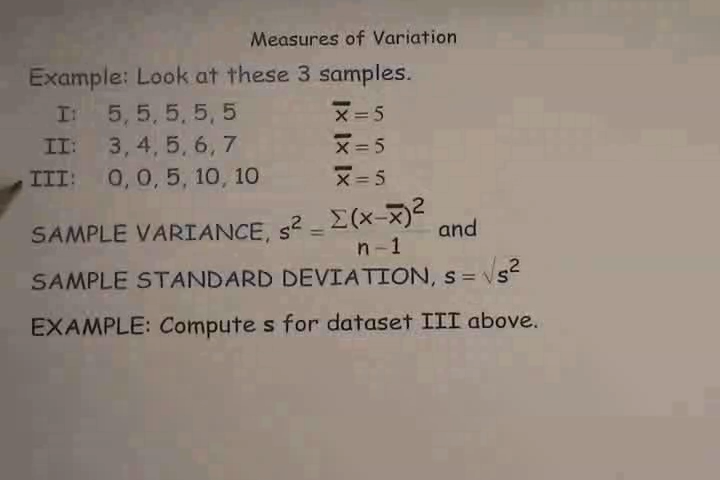 Measures of Variation
Example: Look at these 3 samples.
I: 5, 5, 5, 5, 5 x̅ = 5
II: 3, 4, 5, 6, 7 x̅ = 5
III: 0, 0, 5, 10, 10 x̅ = 5
SAMPLE VARIANCE, s² = Σ(x-x̅)² / n-1 and
SAMPLE STANDARD DEVIATION, s = √s²
EXAMPLE: Compute s for dataset III above.